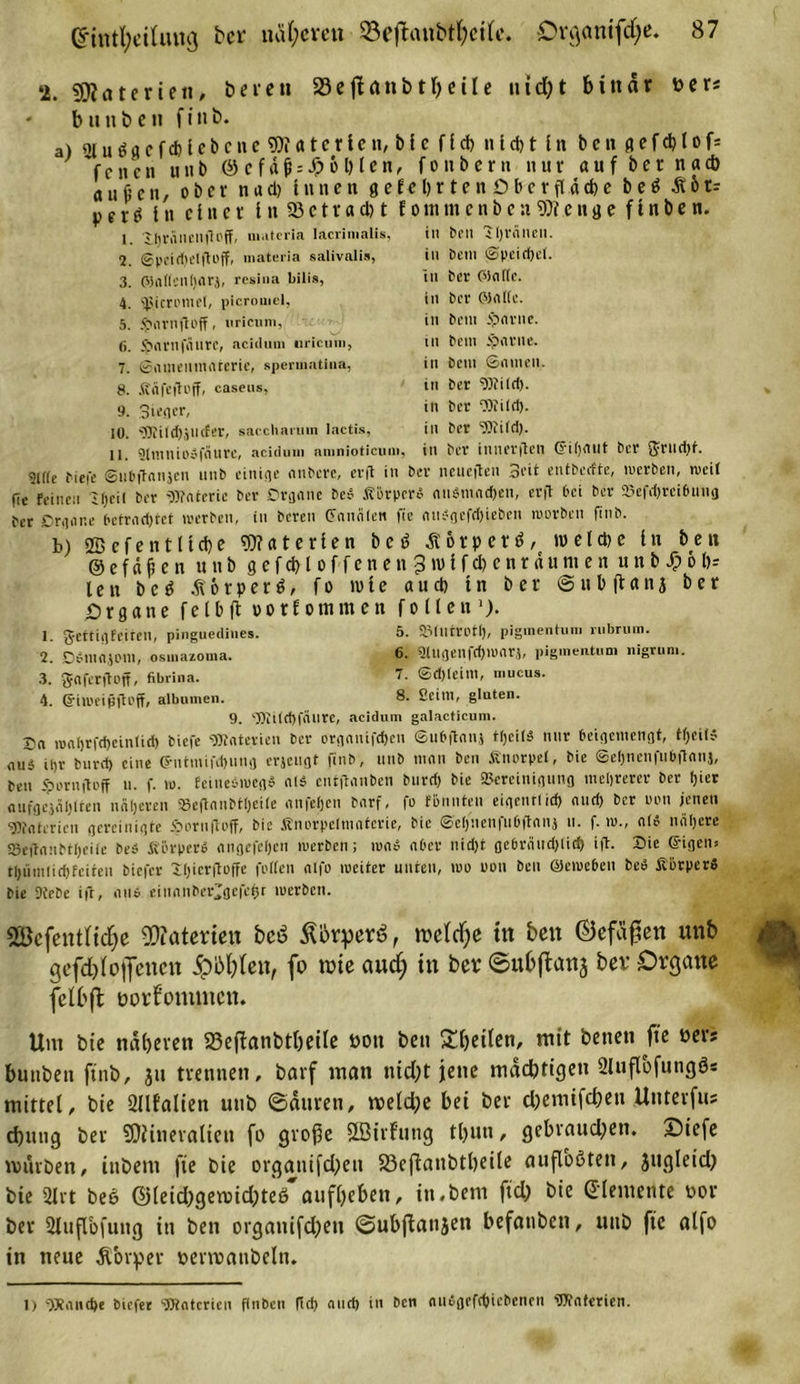 Eintheilung der näheren Bestandtheile. Organische. 87
2. Materien, deren Bestandtheile nicht binär ver=
bunden sind.
a) Ausgeschiedene Materien, die sich nicht in den geschlos=
senen und Gefäß=Höhlen, sondern nur auf der nach
außen, oder nach innen gekehrten Oberfläche des Kör=
pers in einer in Betracht kommenden Menge finden.
1. Thränenstoff, materia lacrimalis, in den Thränen.
2. Speichelstoff, materia salivalis, in dem Speichel.
3. Gallenharz, resina bilis, in der Galle.
4. Picromel, picromel, in der Galle.
5. Harnstoff, uricum, in dem Harne.
6. Harnsäure, acidum uricum, in dem Harne.
7. Samenmaterie, spermatina, in dem Samen.
8. Käsestoff, caseus, in der Milch.
9. Zieger, in der Milch.
10. Milchzucker, saccharum lactis, in der Milch.
11. Amniossäure, acidum amnioticum, in der innersten Eihaut der Frucht.
Alle diese Substanzen und einige andere, erst in der neuesten Zeit entdeckte, werden, weil
sie keinen Theil der Materie der Organe des Körpers ausmachen, erst bei der Beschreibung
der Organe betrachtet werden, in deren Canälen sie ausgeschieden worden sind.
b) Wesentliche Materien des Körpers, welche in den
Gefäßen und geschlossenen Zwischenräumen und Höh=
len des Körpers, so wie auch in der Substanz der
Organe selbst vorkommen sollen¹).
1. Fettigkeiten, pinguedines. 5. Blutroth, pigmentum rubrum.
2. Osmazom, osmazoma. 6. Augenschwarz, pigmentum nigrum.
3. Faserstoff, fibrina. 7. Schleim, mucus.
4. Eiweißstoff, albumen. 8. Leim, gluten.
9. Milchsäure, acidum galacticum.
Da wahrscheinlich diese Materien der organischen Substanz theils nur beigemengt, theils
aus ihr durch eine Entmischung erzeugt sind, und man den Knorpel, die Sehnensubstanz,
den Hornstoff u. s. w. keinesweges als entstanden durch die Vereinigung mehrerer der hier
aufgezählten näheren Bestandtheile ansehen darf, so könnten eigentlich auch der von jenen
Materien gereinigte Hornstoff, die Knorpelmaterie, die Sehnensubstanz u. s. w., als nähere
Bestandtheile des Körpers angesehen werden; was aber nicht gebräuchlich ist. Die Eigen=
thümlichkeiten dieser Thierstoffe sollen also weiter unten, wo von den Geweben des Körpers
die Rede ist, aus einander gesetzt werden.
Wesentliche Materien des Körpers, welche in den Gefäßen und
geschlossenen Höhlen, so wie auch in der Substanz der Organe
selbst vorkommen.
Um die näheren Bestandtheile von den Theilen, mit denen sie ver=
bunden sind, zu trennen, darf man nicht jene mächtigen Auflösungs=
mittel, die Alkalien und Säuren, welche bei der chemischen Untersu=
chung der Mineralien so große Wirkung thun, gebrauchen. Diese
würden, indem sie die organischen Bestandtheile auflösten, zugleich
die Art des Gleichgewichtes aufheben, in dem sich die Elemente vor
der Auflösung in den organischen Substanzen befanden, und sie also
in neue Körper verwandeln.
1) Manche dieser Materien finden sich auch in den ausgeschiedenen Materien.